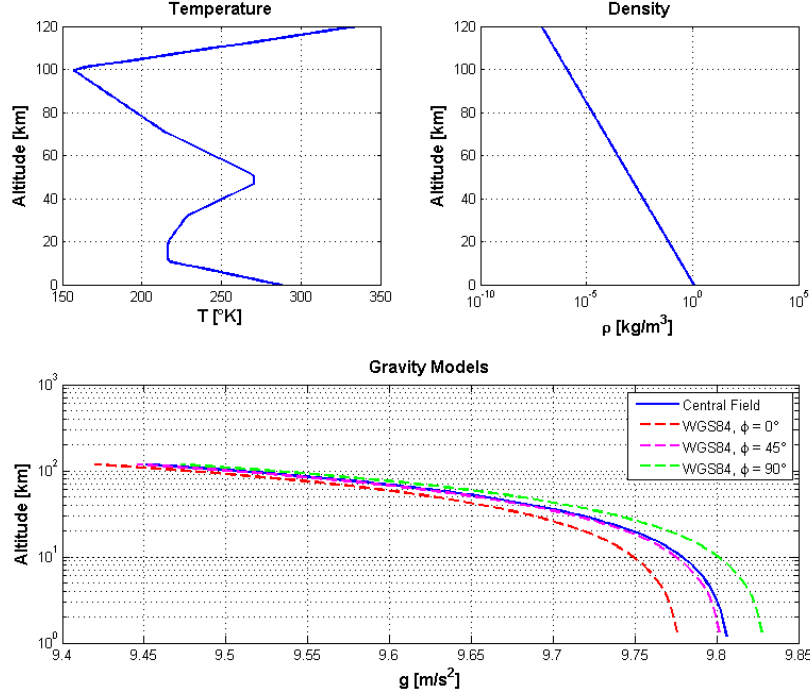 Temperature
120
100
80
60
40
20
0
Altitude [km]
150 200 250 300 350
T [°K]
Density
120
100
80
60
40
20
0
Altitude [km]
10^-10 10^-5 10^0 10^5
ρ [kg/m^3]
Gravity Models
10^3
10^2
10^1
10^0
Altitude [km]
Central Field
WGS84, ϕ = 0°
WGS84, ϕ = 45°
WGS84, ϕ = 90°
9.4 9.45 9.5 9.55 9.6 9.65 9.7 9.75 9.8 9.85
g [m/s^2]